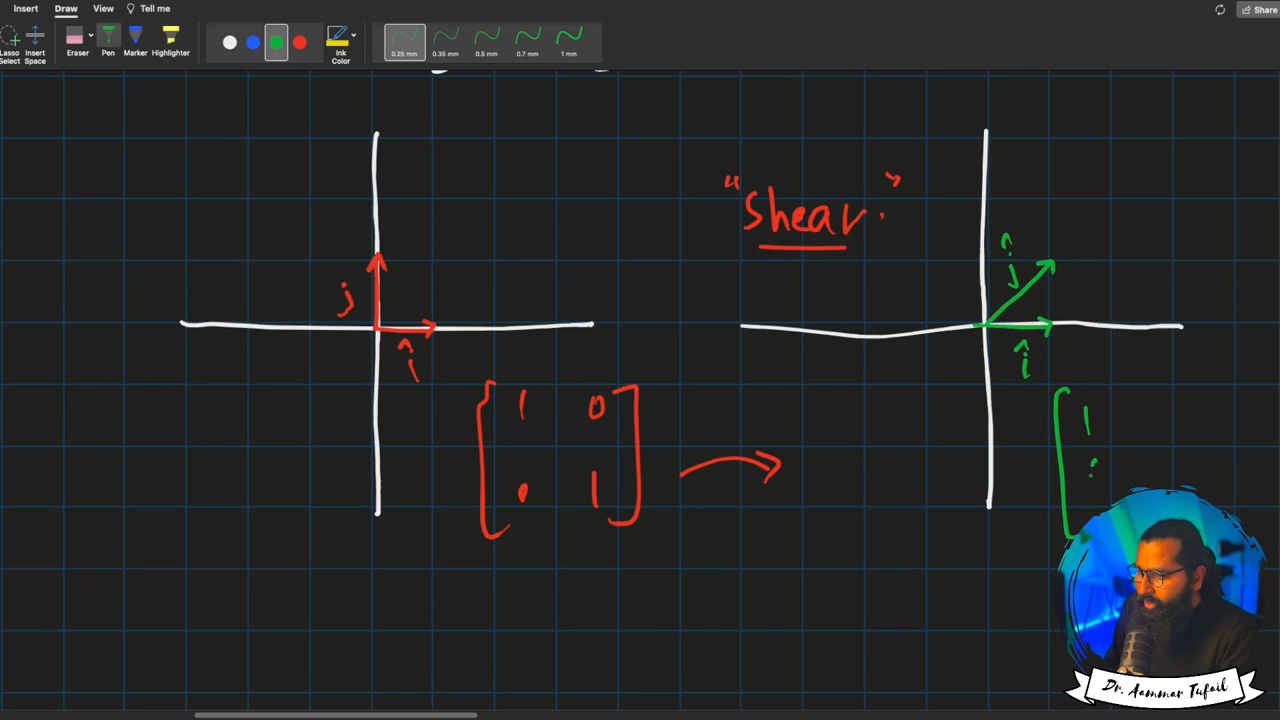 Insert Draw View Tell me
Share
Lasso Select
Insert Space
Eraser
Pen
Marker
Highlighter
Ink Color
0.25 mm
0.35 mm
0.5 mm
0.7 mm
1 mm
"Shear."
ĵ
j
î
î
1 0
0 1
1
Dr. Aammar Tufail